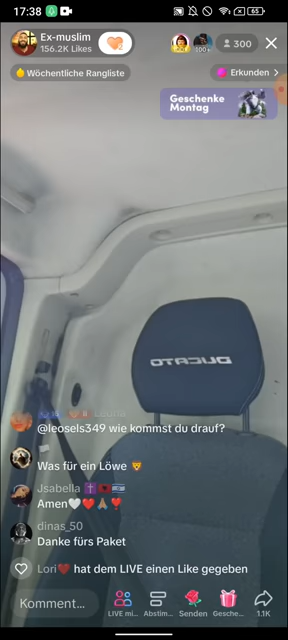 17:38
65
Ex-muslim
156.2K Likes
100+
300
Wöchentliche Rangliste
Erkunden
Geschenke
Montag
DUCATO
@leosels349 wie kommst du drauf?
Was für ein Löwe 🦁
Jsabella ✝️🇦🇱🇮🇱
Amen🤍❤️🙏🏽❣️
dinas_50
Danke fürs Paket
Lori❤️ hat dem LIVE einen Like gegeben
Komment...
LIVE mi...
Abstim...
Senden
Gesche...
1.1K